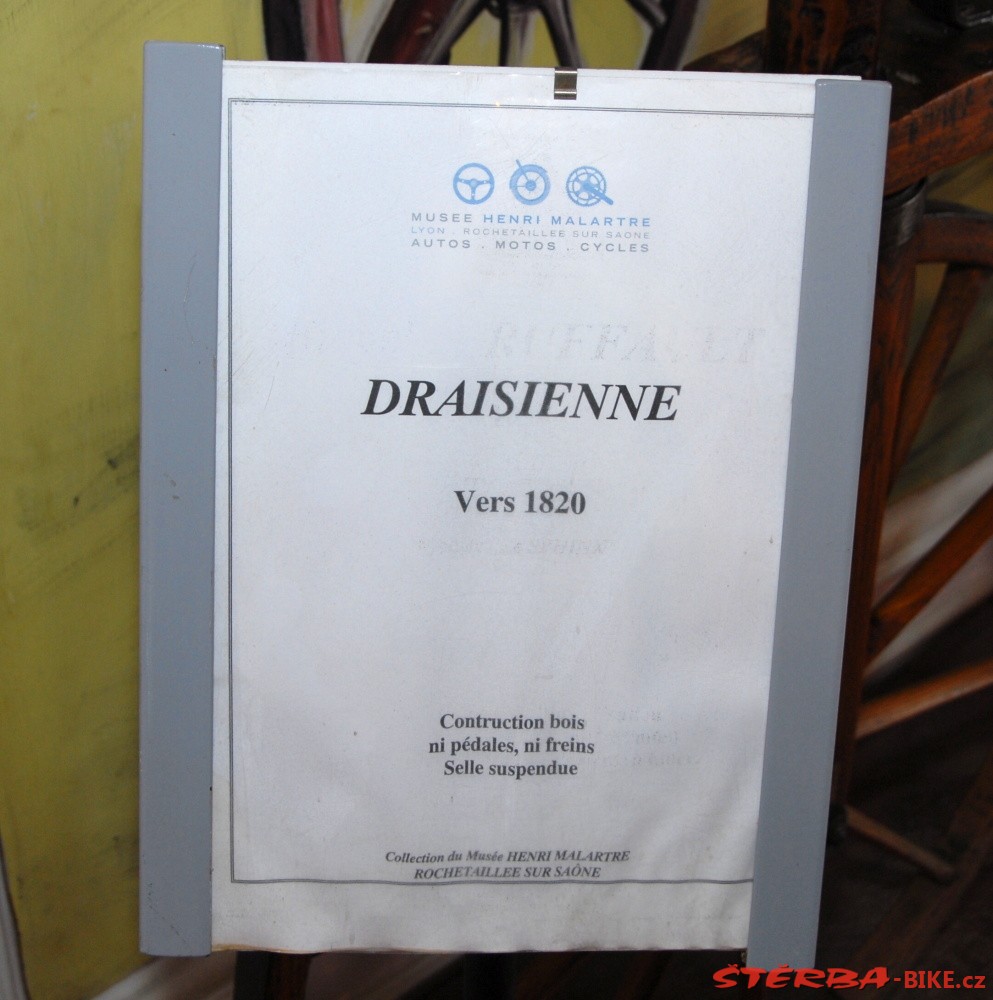 MUSEE HENRI MALARTRE
LYON . ROCHETAILLEE SUR SAONE
AUTOS . MOTOS . CYCLES
DRAISIENNE
Vers 1820
Contruction bois
ni pédales, ni freins
Selle suspendue
Collection du Musée HENRI MALARTRE
ROCHETAILLEE SUR SAÔNE
ŠTĚRBA-BIKE.cz